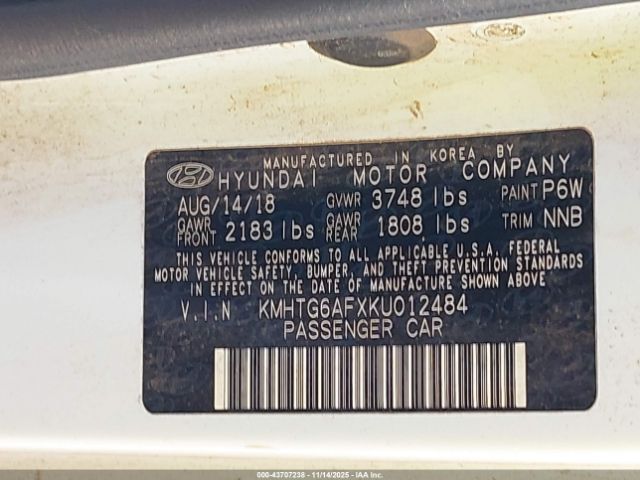 MANUFACTURED IN KOREA BY
HYUNDAI MOTOR COMPANY
AUG/14/18 GVWR 3748 lbs PAINT P6W
GAWR FRONT 2183 lbs GAWR REAR 1808 lbs TRIM NNB
THIS VEHICLE CONFORMS TO ALL APPLICABLE U.S.A. FEDERAL
MOTOR VEHICLE SAFETY, BUMPER, AND THEFT PREVENTION STANDARDS
IN EFFECT ON THE DATE OF MANUFACTURE SHOWN ABOVE
V.I.N KMHTG6AFXKU012484
PASSENGER CAR
000-43707238 - 11/14/2025 - IAAI.COM